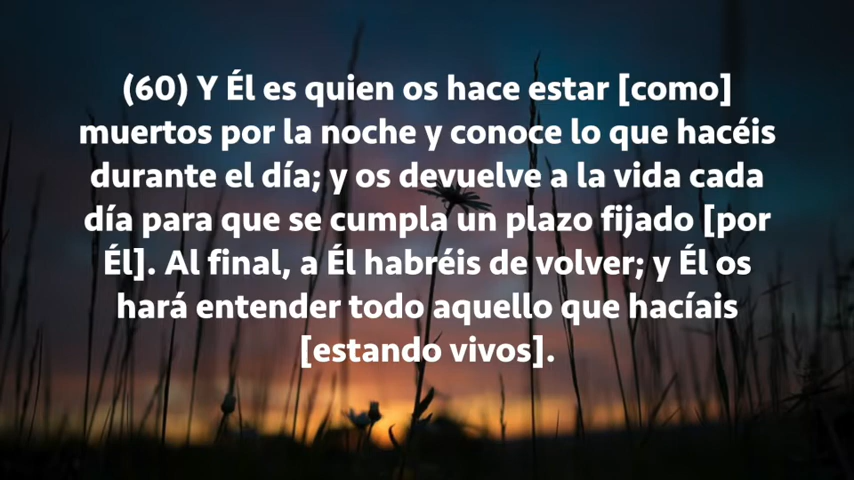 (60) Y Él es quien os hace estar [como]
muertos por la noche y conoce lo que hacéis
durante el día; y os devuelve a la vida cada
día para que se cumpla un plazo fijado [por
Él]. Al final, a Él habréis de volver; y Él os
hará entender todo aquello que hacíais
[estando vivos].